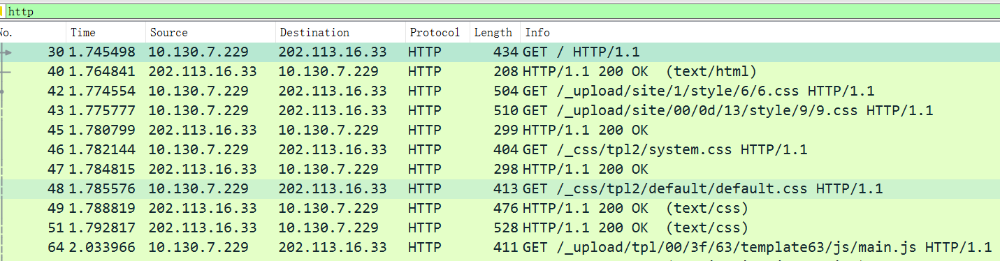 http
No. Time Source Destination Protocol Length Info
30 1.745498 10.130.7.229 202.113.16.33 HTTP 434 GET / HTTP/1.1
40 1.764841 202.113.16.33 10.130.7.229 HTTP 208 HTTP/1.1 200 OK (text/html)
42 1.774554 10.130.7.229 202.113.16.33 HTTP 504 GET /_upload/site/1/style/6/6.css HTTP/1.1
43 1.775777 10.130.7.229 202.113.16.33 HTTP 510 GET /_upload/site/00/0d/13/style/9/9.css HTTP/1.1
45 1.780799 202.113.16.33 10.130.7.229 HTTP 299 HTTP/1.1 200 OK
46 1.782144 10.130.7.229 202.113.16.33 HTTP 404 GET /_css/tpl2/system.css HTTP/1.1
47 1.784815 202.113.16.33 10.130.7.229 HTTP 298 HTTP/1.1 200 OK
48 1.785576 10.130.7.229 202.113.16.33 HTTP 413 GET /_css/tpl2/default/default.css HTTP/1.1
49 1.788819 202.113.16.33 10.130.7.229 HTTP 476 HTTP/1.1 200 OK (text/css)
51 1.792817 202.113.16.33 10.130.7.229 HTTP 528 HTTP/1.1 200 OK (text/css)
64 2.033966 10.130.7.229 202.113.16.33 HTTP 411 GET /_upload/tpl/00/3f/63/template63/js/main.js HTTP/1.1